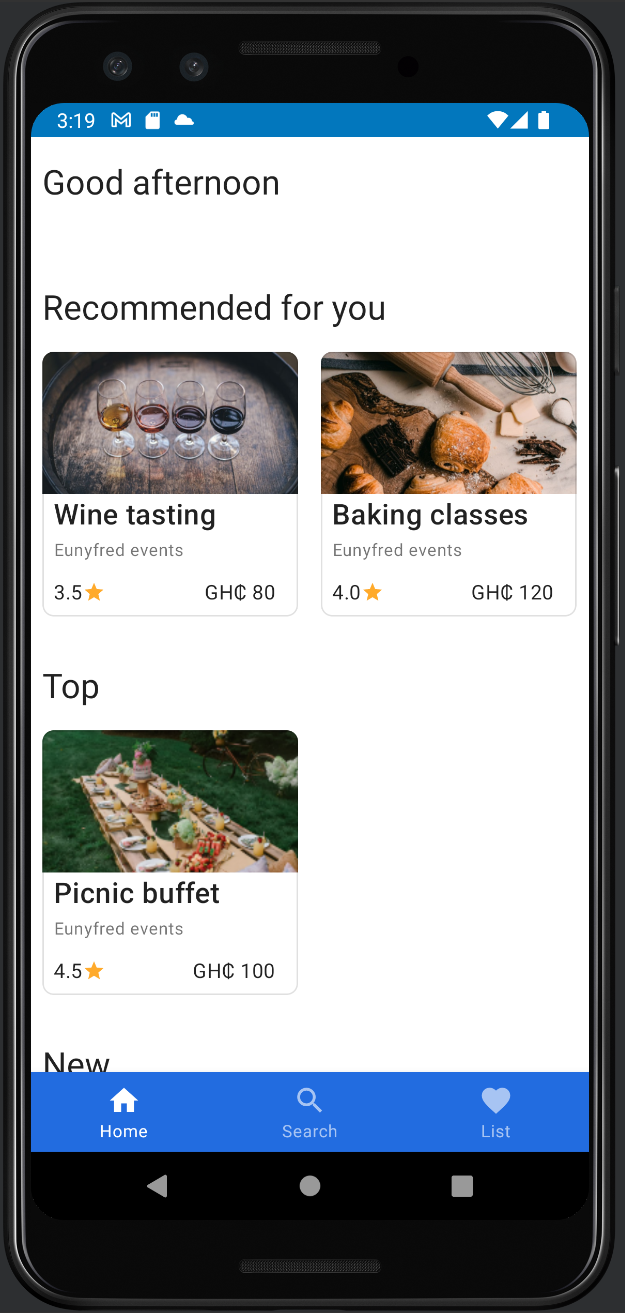 3:19
Good afternoon
Recommended for you
Wine tasting
Eunyfred events
3.5 GH₵ 80
Baking classes
Eunyfred events
4.0 GH₵ 120
Top
Picnic buffet
Eunyfred events
4.5 GH₵ 100
New
Home Search List